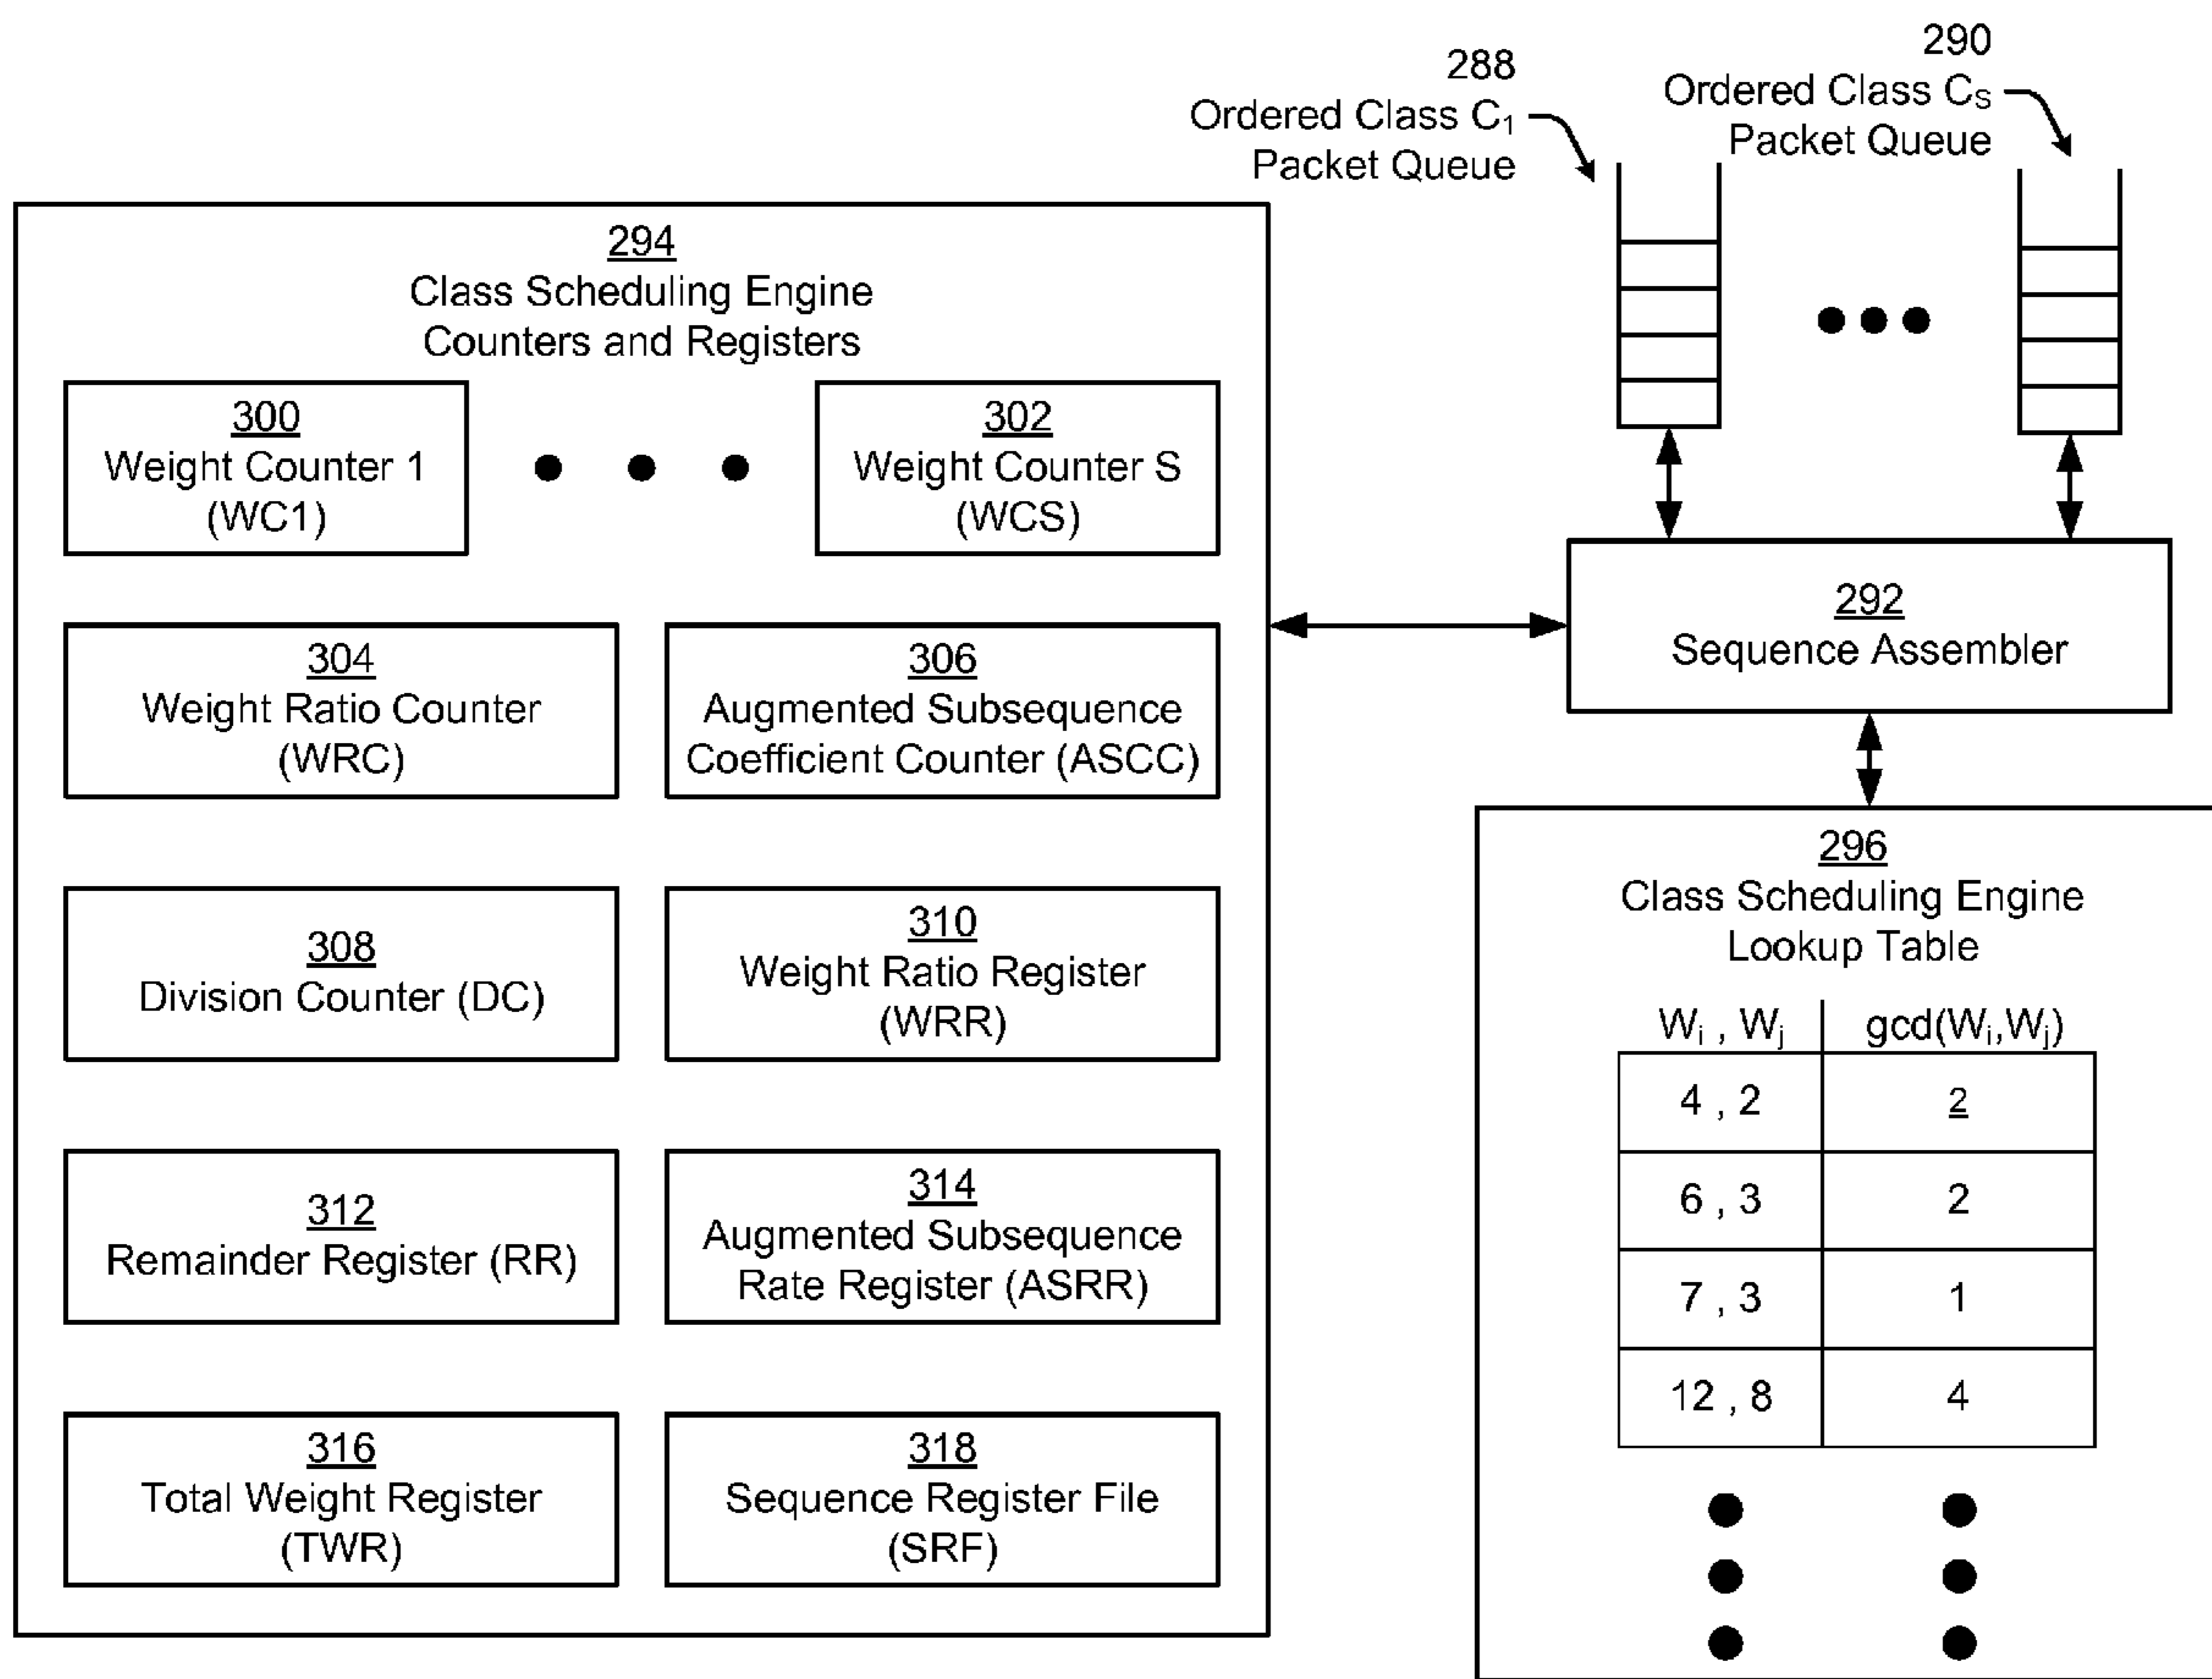 288
Ordered Class C₁
Packet Queue
290
Ordered Class Cₛ
Packet Queue
294
Class Scheduling Engine
Counters and Registers
300
Weight Counter 1
(WC1)
302
Weight Counter S
(WCS)
304
Weight Ratio Counter
(WRC)
306
Augmented Subsequence
Coefficient Counter (ASCC)
308
Division Counter (DC)
310
Weight Ratio Register
(WRR)
312
Remainder Register (RR)
314
Augmented Subsequence
Rate Register (ASRR)
316
Total Weight Register
(TWR)
318
Sequence Register File
(SRF)
292
Sequence Assembler
296
Class Scheduling Engine
Lookup Table
Wᵢ , Wⱼ gcd(Wᵢ,Wⱼ)
4 , 2 2
6 , 3 2
7 , 3 1
12 , 8 4